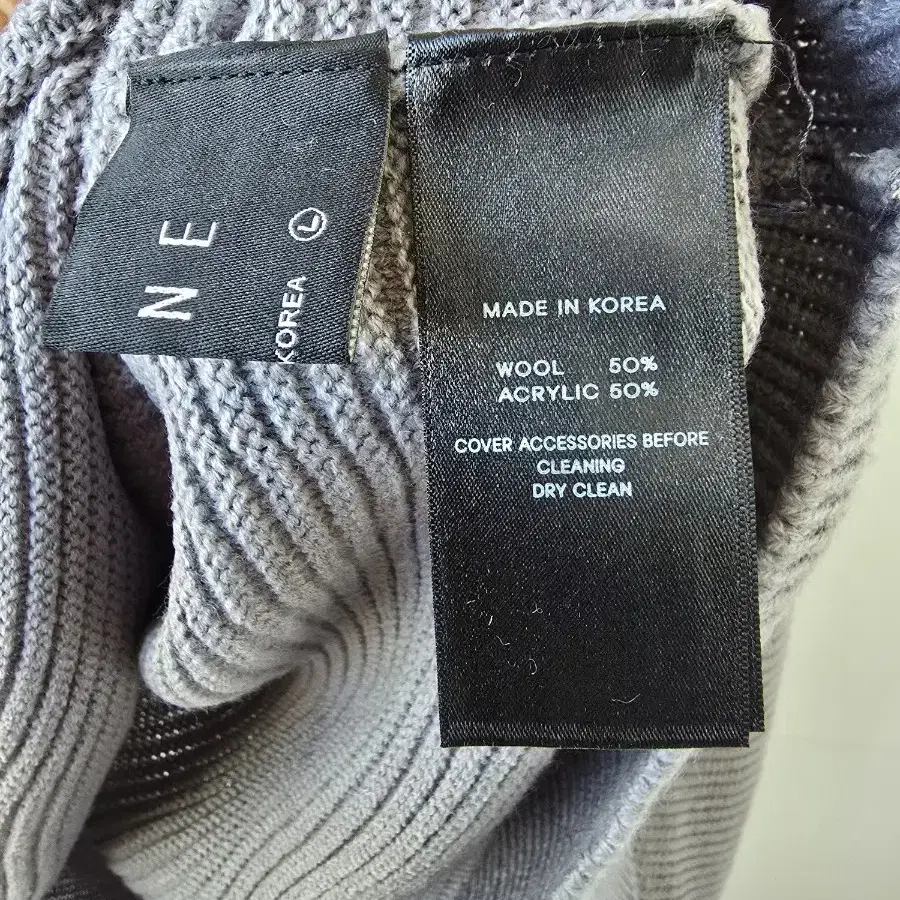 NE
KOREA
L
MADE IN KOREA
WOOL 50%
ACRYLIC 50%
COVER ACCESSORIES BEFORE
CLEANING
DRY CLEAN